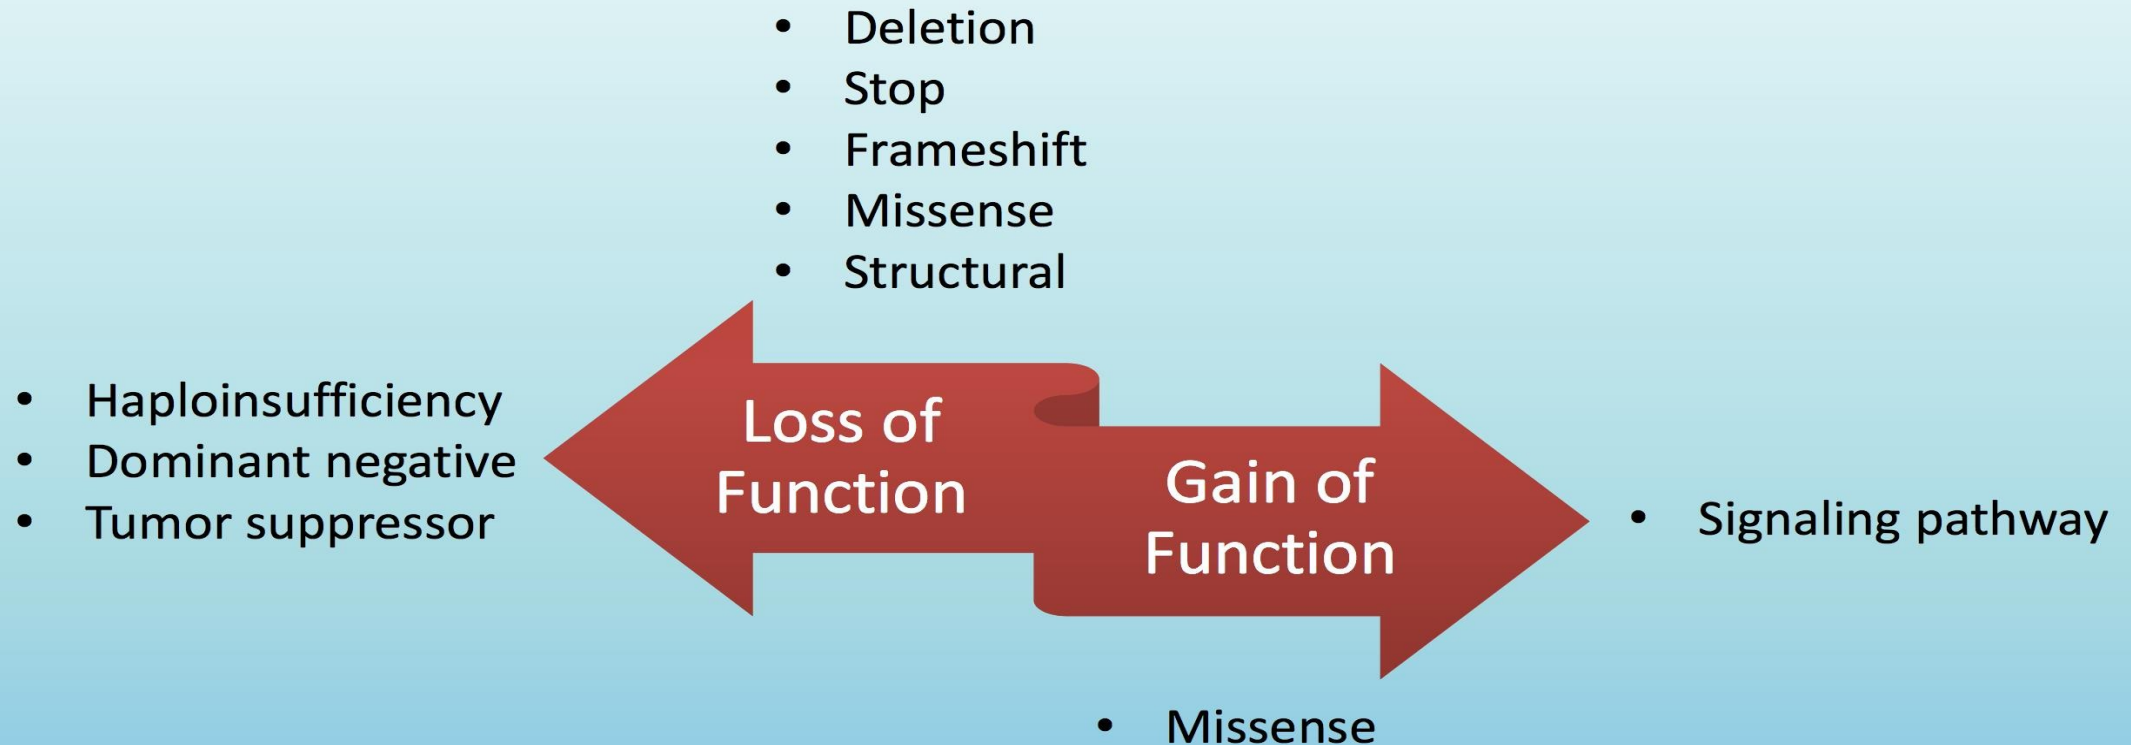 • Deletion
• Stop
• Frameshift
• Missense
• Structural
• Haploinsufficiency
• Dominant negative
• Tumor suppressor
Loss of
Function
Gain of
Function
• Signaling pathway
• Missense